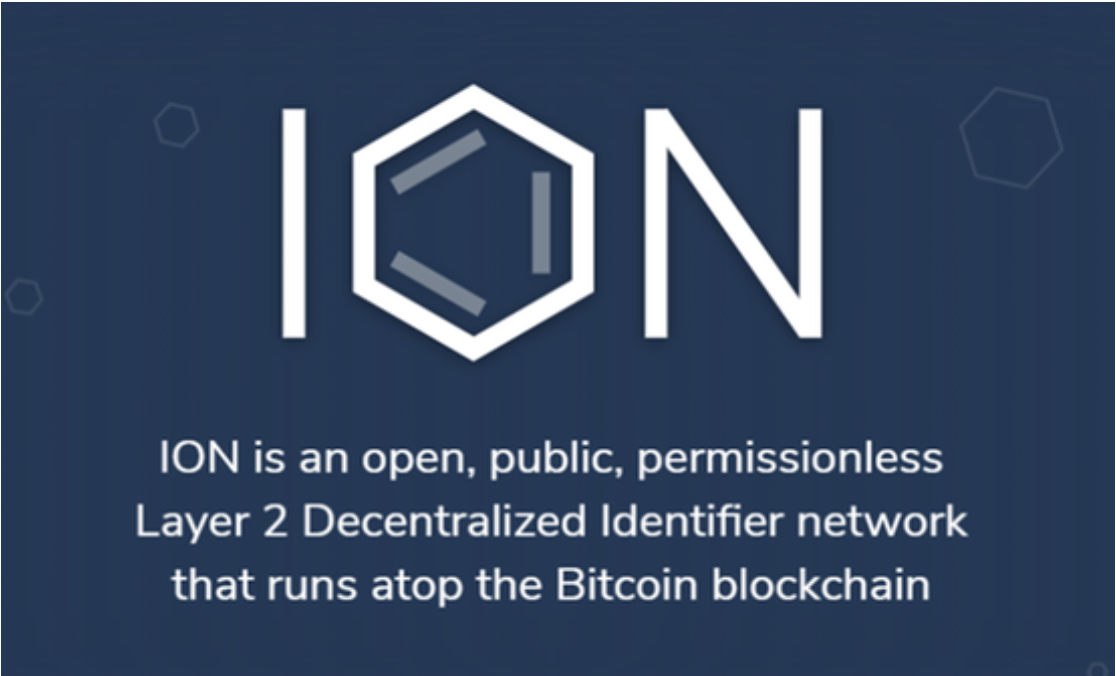 ION
ION is an open, public, permissionless
Layer 2 Decentralized Identifier network
that runs atop the Bitcoin blockchain